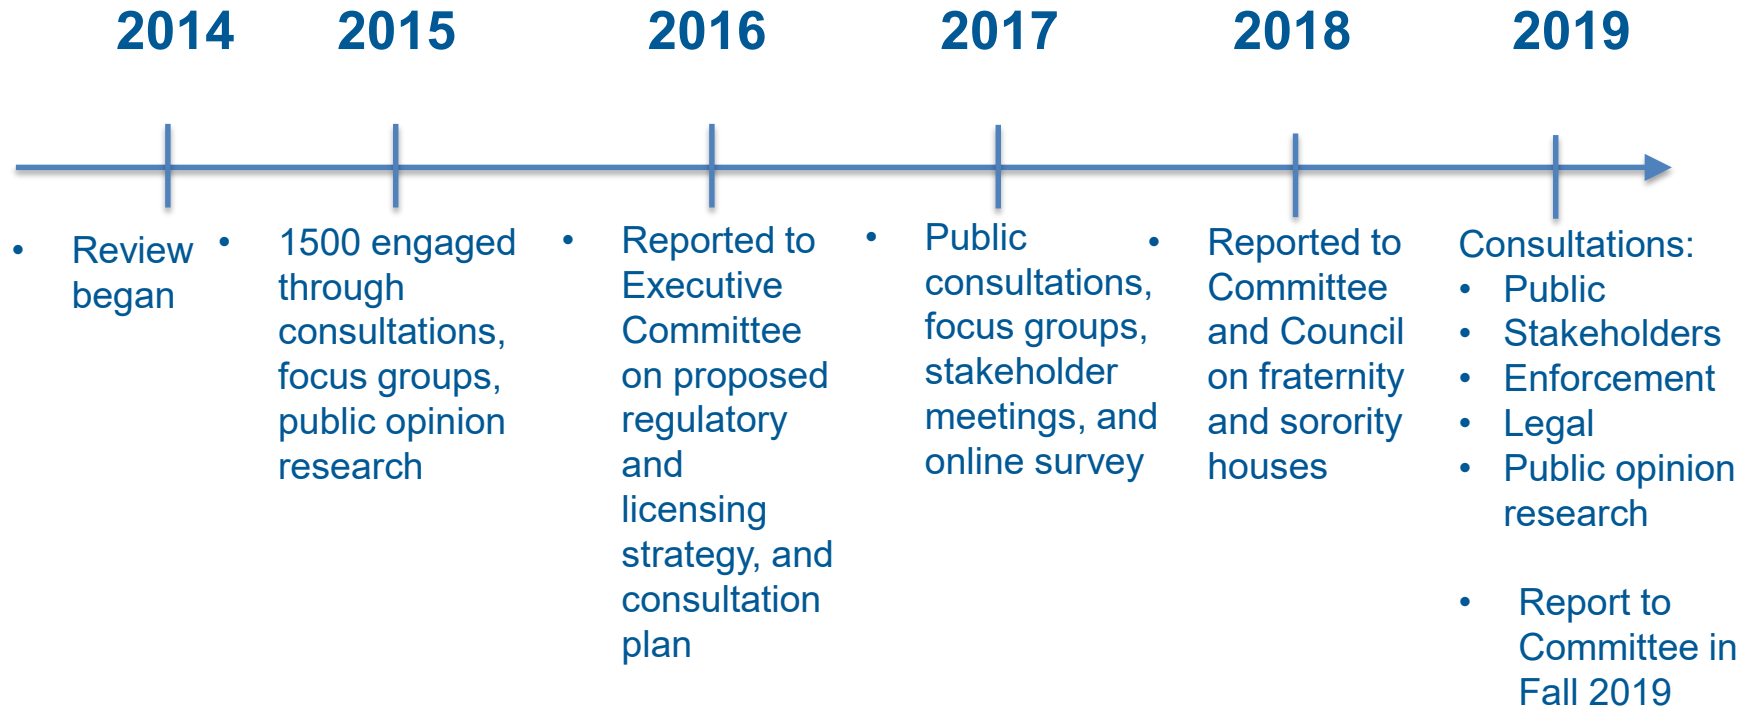 2014
2015
2016
2017
2018
2019
• Review
began
• 1500 engaged
through
consultations,
focus groups,
public opinion
research
• Reported to
Executive
Committee
on proposed
regulatory
and
licensing
strategy, and
consultation
plan
• Public
consultations,
focus groups,
stakeholder
meetings, and
online survey
• Reported to
Committee
and Council
on fraternity
and sorority
houses
Consultations:
• Public
• Stakeholders
• Enforcement
• Legal
• Public opinion
research
• Report to
Committee in
Fall 2019